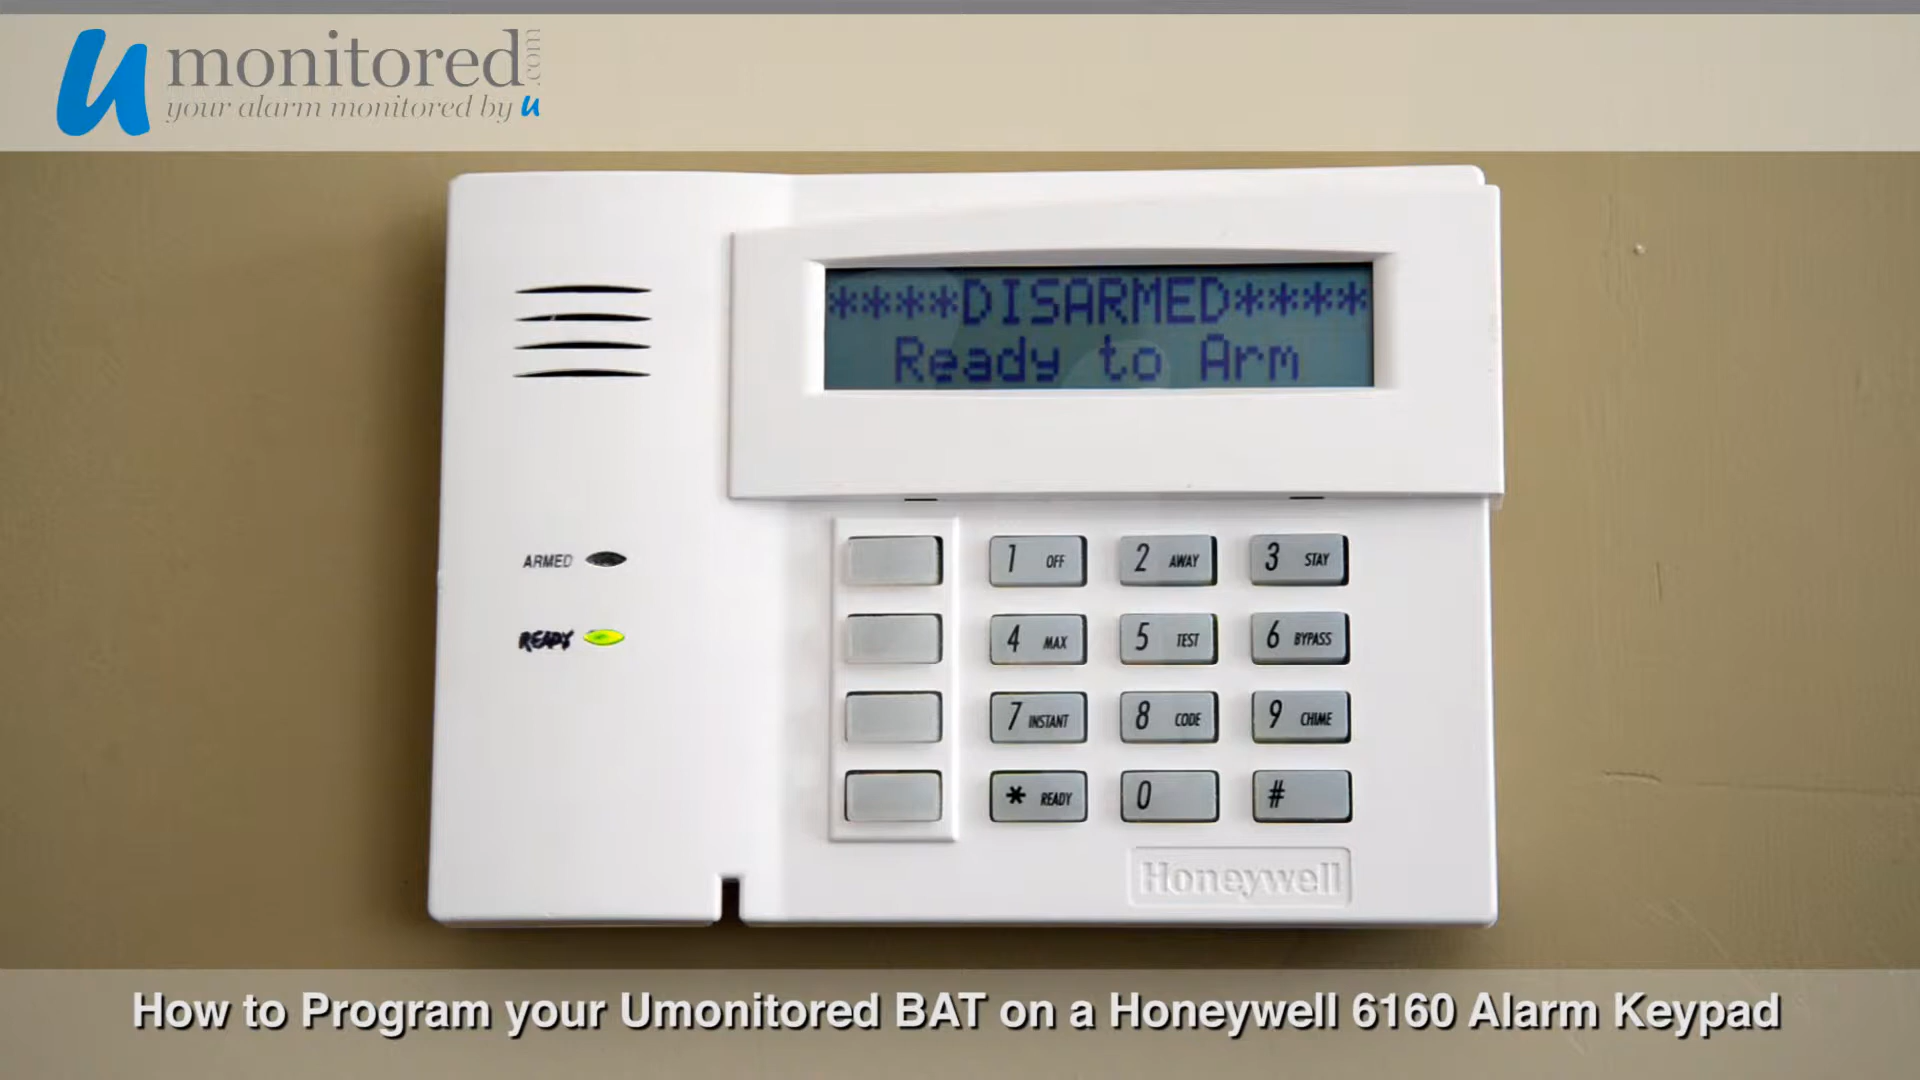 u monitored.com
your alarm monitored by u
****DISARMED****
Ready to Arm
ARMED
READY
1 OFF
2 AWAY
3 STAY
4 MAX
5 TEST
6 BYPASS
7 INSTANT
8 CODE
9 CHIME
* READY
0
#
Honeywell
How to Program your Umonitored BAT on a Honeywell 6160 Alarm Keypad